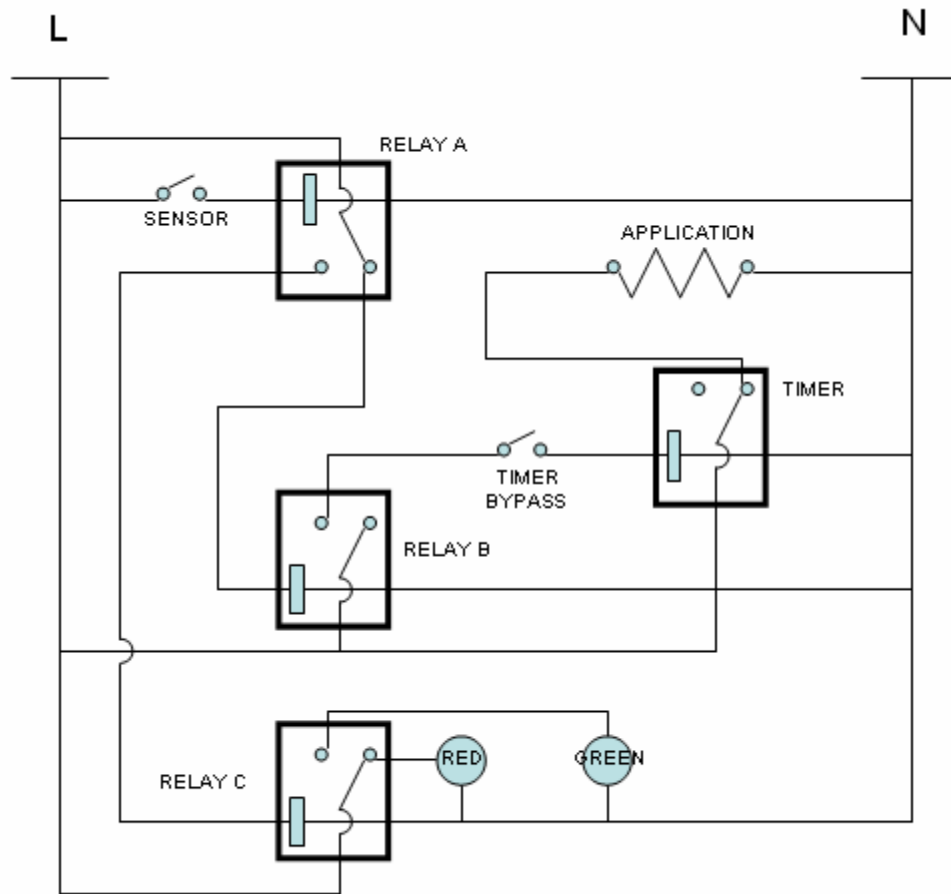 L
N
RELAY A
SENSOR
APPLICATION
TIMER
TIMER
BYPASS
RELAY B
RED
GREEN
RELAY C